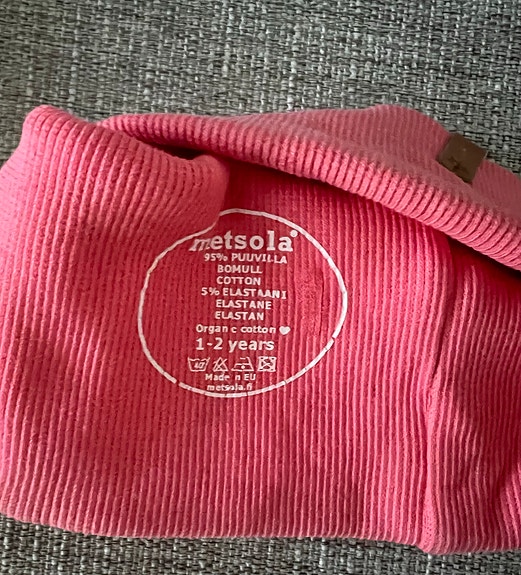 metsola®
95% PUUVILLA
BOMULL
COTTON
5% ELASTAANI
ELASTANE
ELASTAN
Organic cotton ♥
1-2 years
40
Made in EU
metsola.fi